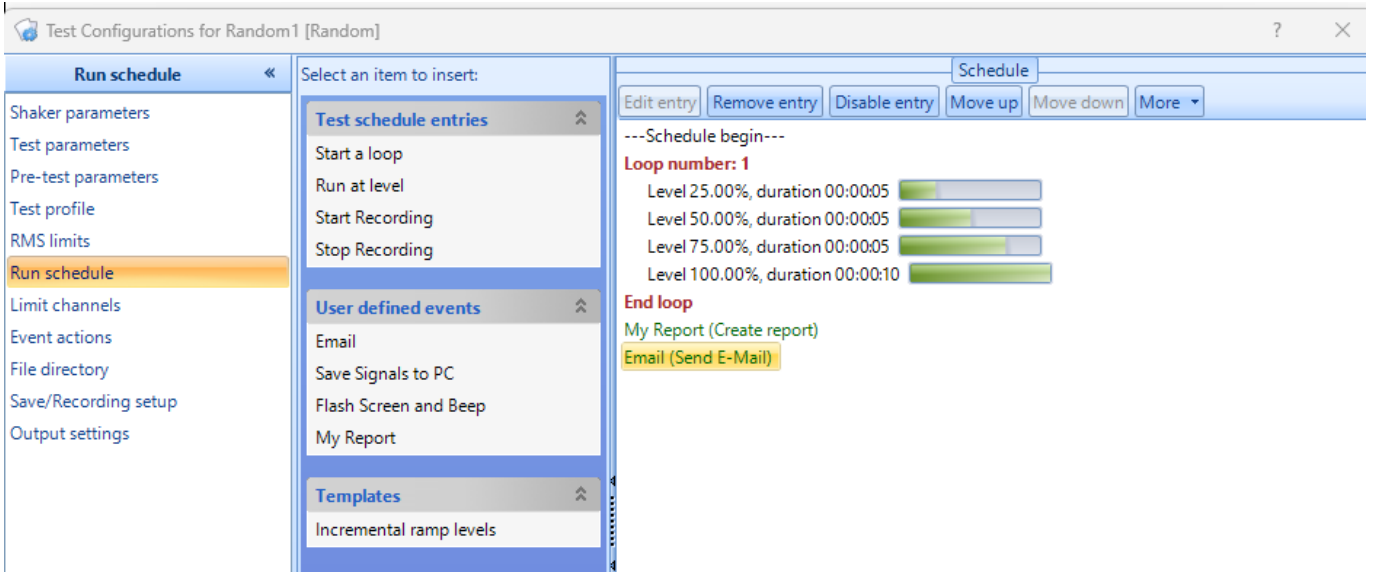 Test Configurations for Random1 [Random]
?
Run schedule «
Shaker parameters
Test parameters
Pre-test parameters
Test profile
RMS limits
Run schedule
Limit channels
Event actions
File directory
Save/Recording setup
Output settings
Select an item to insert:
Test schedule entries
Start a loop
Run at level
Start Recording
Stop Recording
User defined events
Email
Save Signals to PC
Flash Screen and Beep
My Report
Templates
Incremental ramp levels
Schedule
Edit entry Remove entry Disable entry Move up Move down More
---Schedule begin---
Loop number: 1
Level 25.00%, duration 00:00:05
Level 50.00%, duration 00:00:05
Level 75.00%, duration 00:00:05
Level 100.00%, duration 00:00:10
End loop
My Report (Create report)
Email (Send E-Mail)